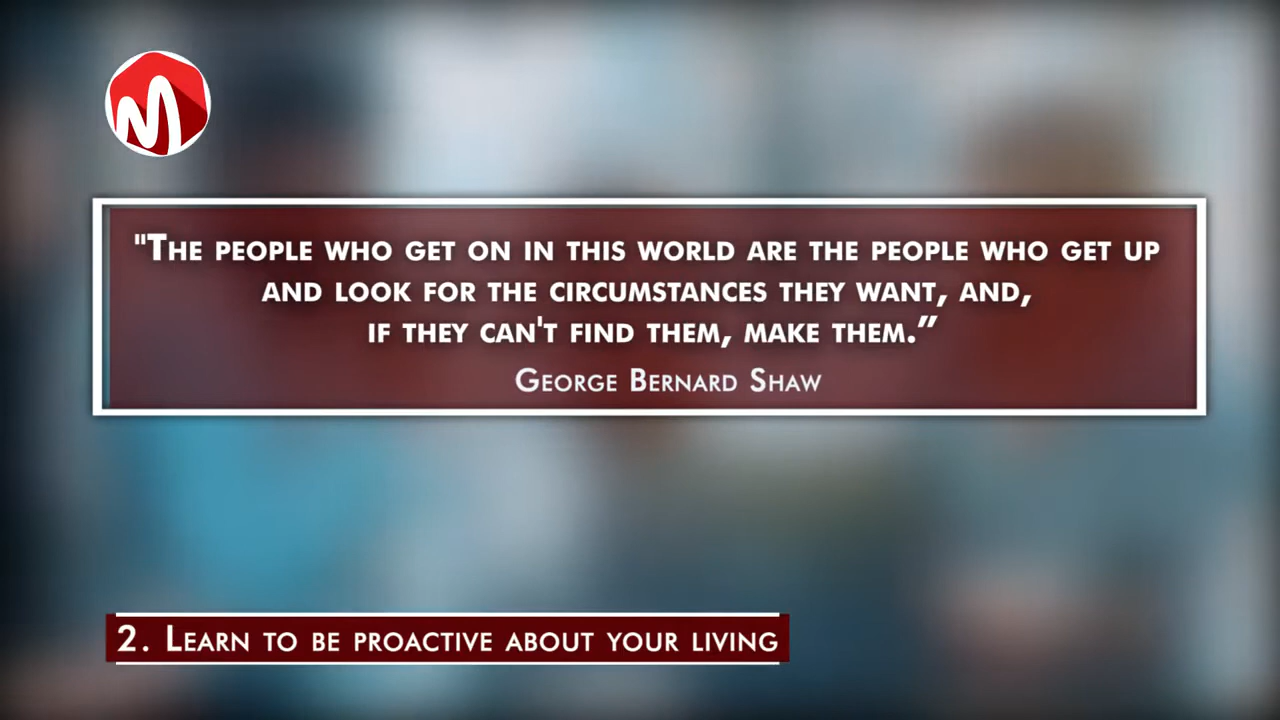 "The people who get on in this world are the people who get up
and look for the circumstances they want, and,
if they can't find them, make them.”
George Bernard Shaw
2. Learn to be proactive about your living